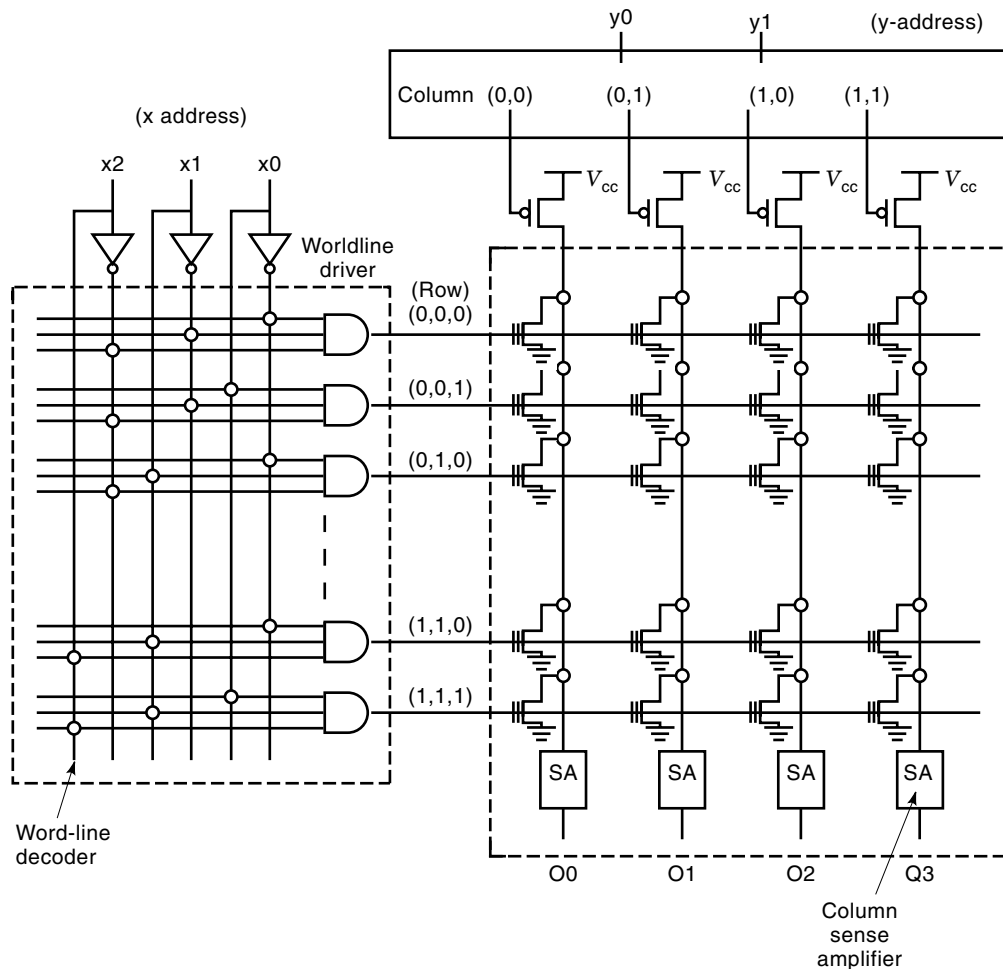 y0 y1 (y-address)
Column (0,0) (0,1) (1,0) (1,1)
(x address)
x2 x1 x0
Vcc Vcc Vcc Vcc
Worldline
driver
(Row)
(0,0,0)
(0,0,1)
(0,1,0)
(1,1,0)
(1,1,1)
SA SA SA SA
Word-line
decoder
O0 O1 O2 Q3
Column
sense
amplifier